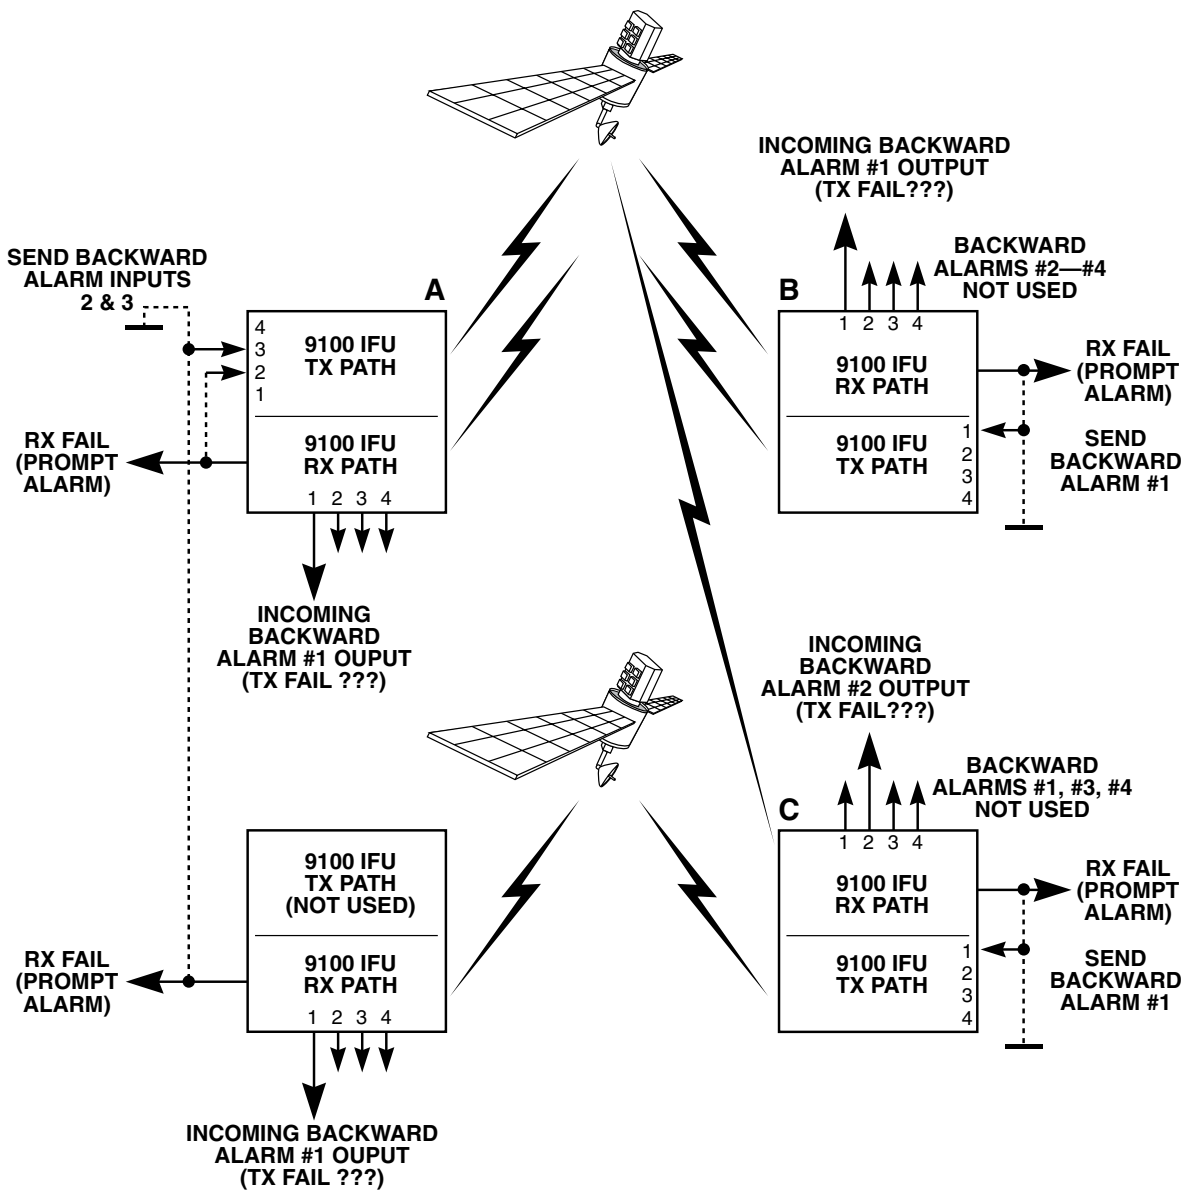 INCOMING BACKWARD
ALARM #1 OUTPUT
(TX FAIL???)
SEND BACKWARD
ALARM INPUTS
2 & 3
BACKWARD
ALARMS #2—#4
NOT USED
A
4
3
2
1
9100 IFU
TX PATH
9100 IFU
RX PATH
1 2 3 4
RX FAIL
(PROMPT
ALARM)
INCOMING
BACKWARD
ALARM #1 OUPUT
(TX FAIL ???)
B
1 2 3 4
9100 IFU
RX PATH
9100 IFU
TX PATH
1
2
3
4
RX FAIL
(PROMPT
ALARM)
SEND
BACKWARD
ALARM #1
INCOMING
BACKWARD
ALARM #2 OUTPUT
(TX FAIL???)
BACKWARD
ALARMS #1, #3, #4
NOT USED
9100 IFU
TX PATH
(NOT USED)
9100 IFU
RX PATH
1 2 3 4
RX FAIL
(PROMPT
ALARM)
INCOMING BACKWARD
ALARM #1 OUPUT
(TX FAIL ???)
C
1 2 3 4
9100 IFU
RX PATH
9100 IFU
TX PATH
1
2
3
4
RX FAIL
(PROMPT
ALARM)
SEND
BACKWARD
ALARM #1